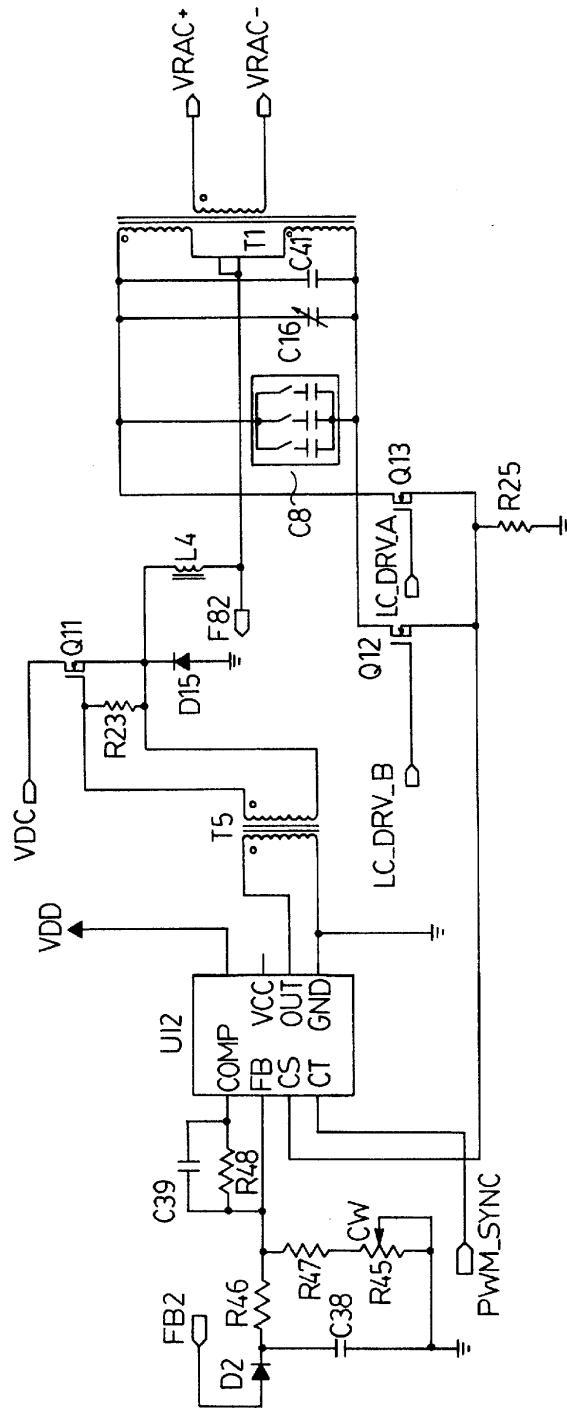 VRAC+
VRAC-
T1
C41
C16
C8
Q13
R25
LC_DRV_A
L4
F82
Q11
D15
R23
Q12
LC_DRV_B
VDC
T5
VDD
U12
COMP
FB
CS
CT
VCC
OUT
GND
C39
R48
CW
R47
R45
PWM_SYNC
FB2
R46
D2
C38